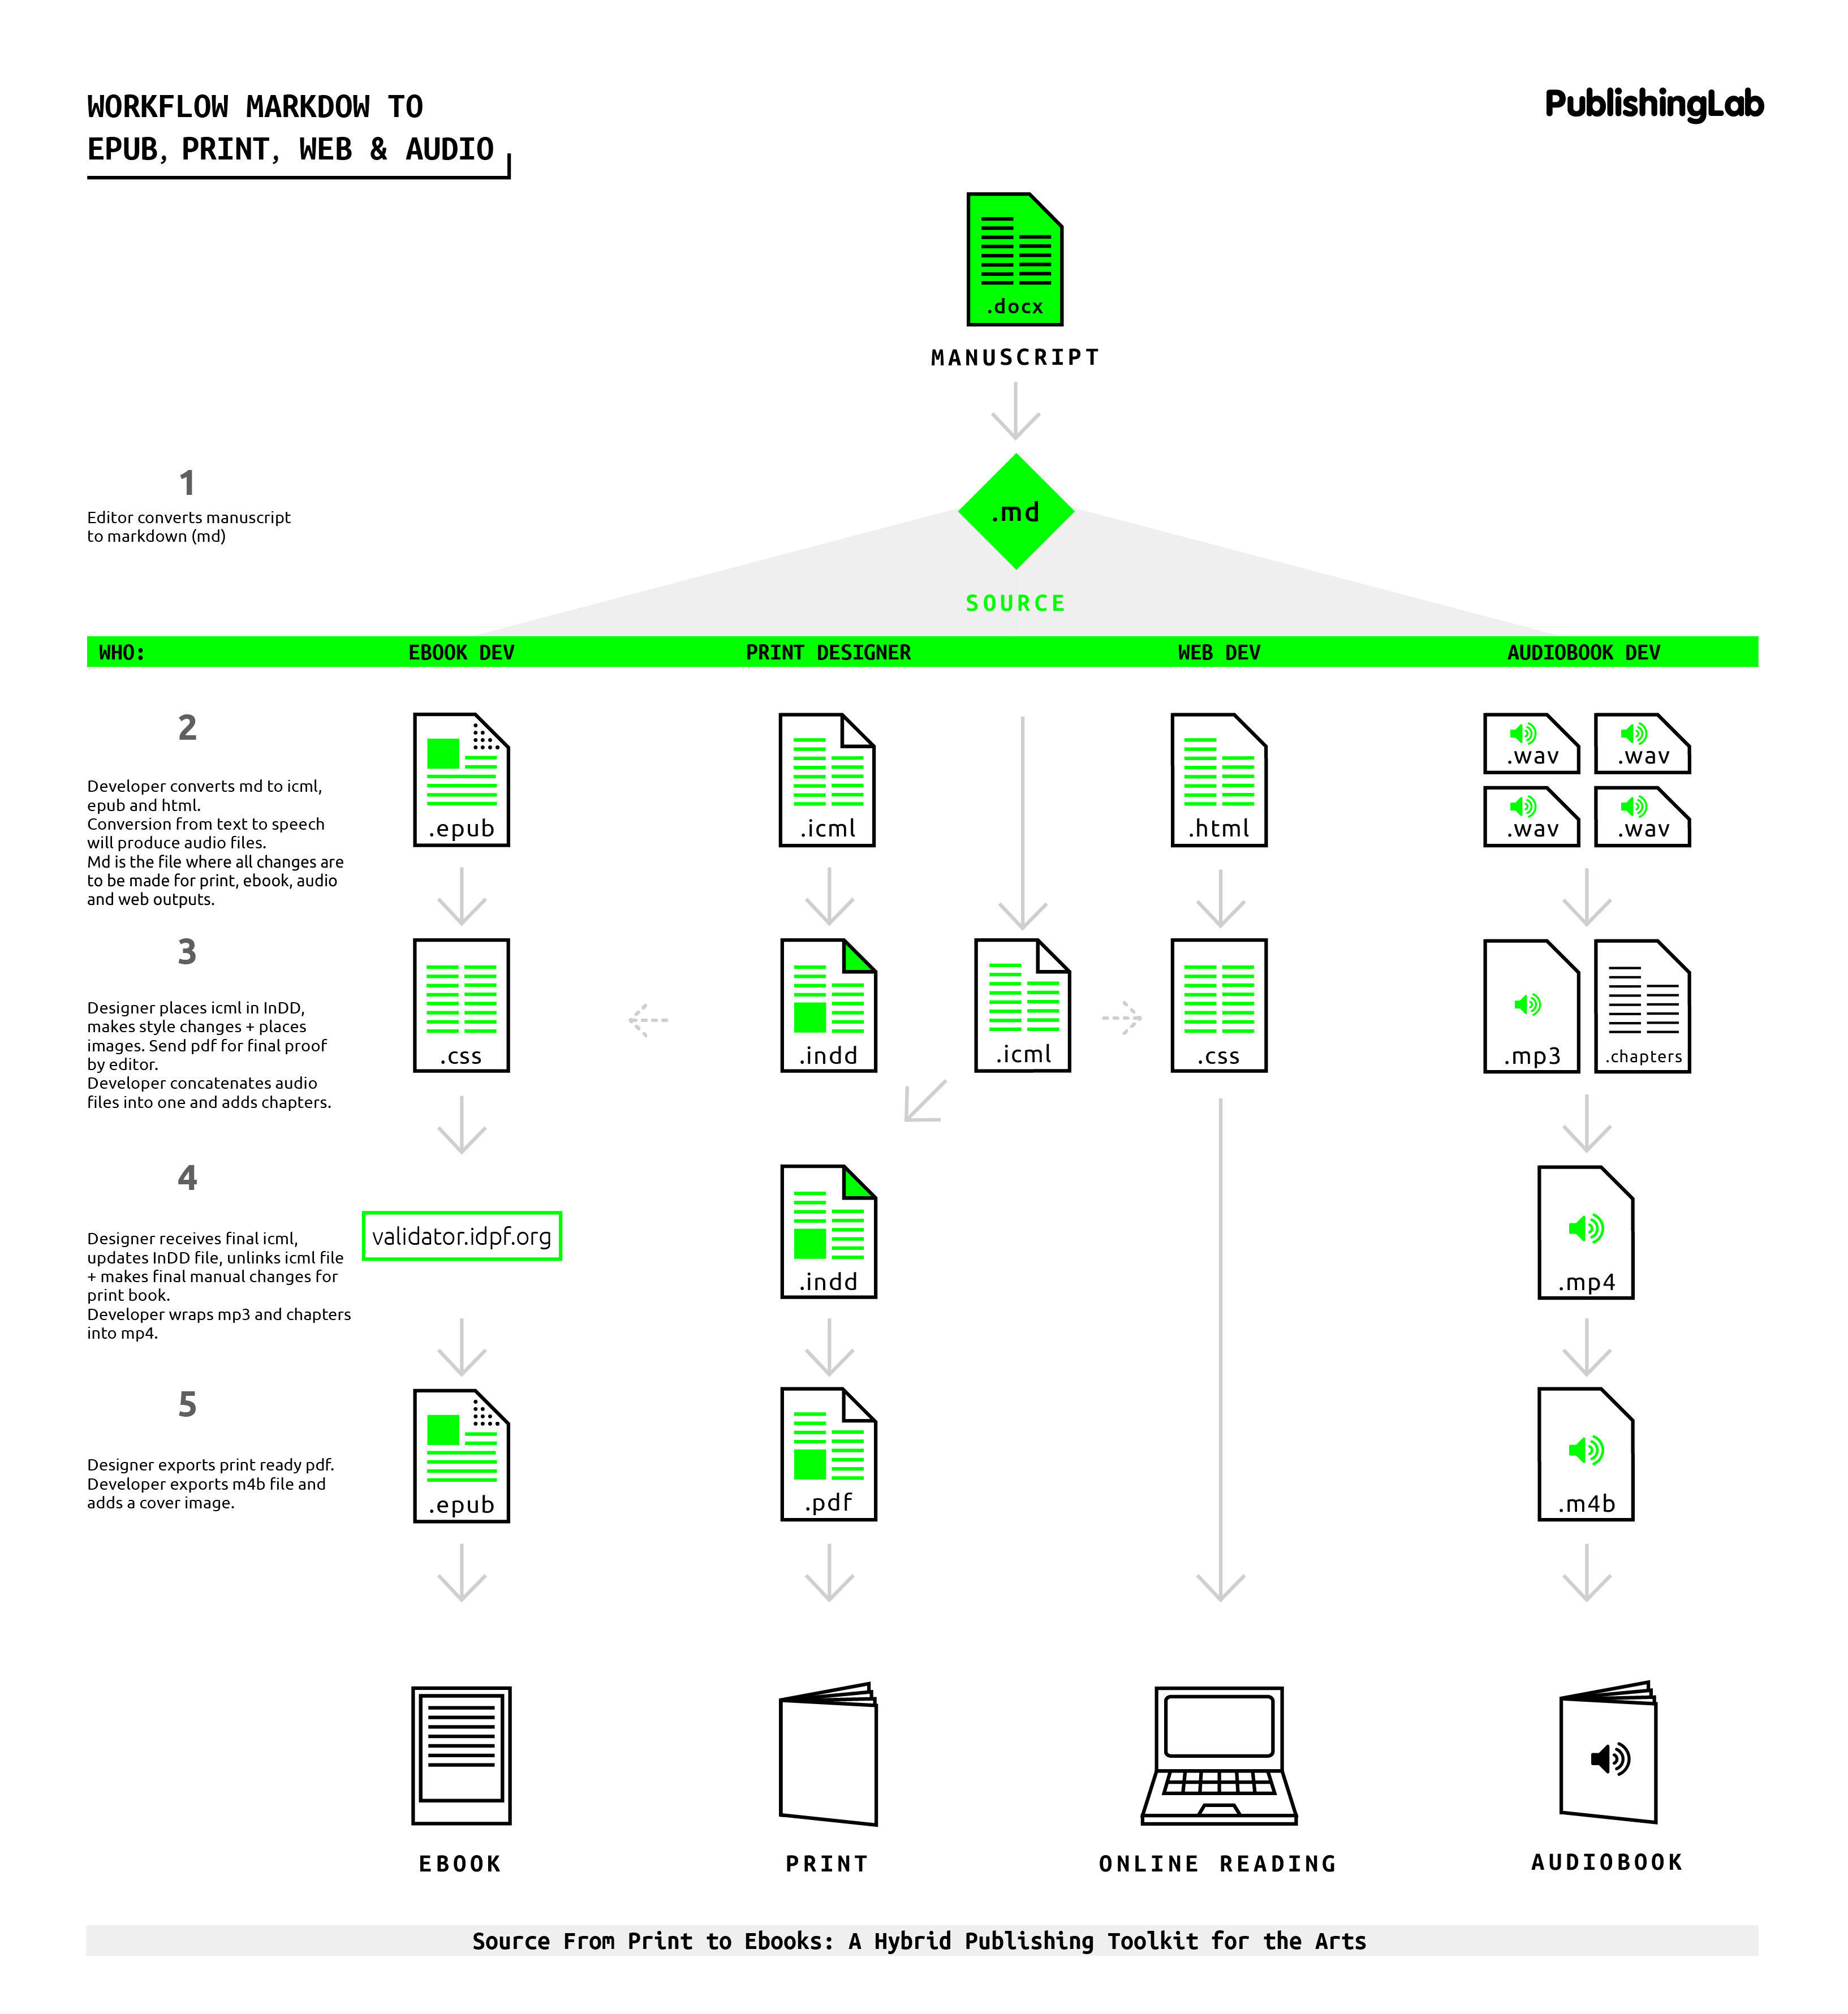 WORKFLOW MARKDOW TO
EPUB, PRINT, WEB & AUDIO
PublishingLab
.docx
MANUSCRIPT
1
Editor converts manuscript
to markdown (md)
.md
SOURCE
WHO:
EBOOK DEV
PRINT DESIGNER
WEB DEV
AUDIOBOOK DEV
2
Developer converts md to icml,
epub and html.
Conversion from text to speech
will produce audio files.
Md is the file where all changes are
to be made for print, ebook, audio
and web outputs.
.epub
.icml
.html
.wav
.wav
.wav
.wav
3
Designer places icml in InDD,
makes style changes + places
images. Send pdf for final proof
by editor.
Developer concatenates audio
files into one and adds chapters.
.css
.indd
.icml
.css
.mp3
.chapters
4
Designer receives final icml,
updates InDD file, unlinks icml file
+ makes final manual changes for
print book.
Developer wraps mp3 and chapters
into mp4.
validator.idpf.org
.indd
.mp4
5
Designer exports print ready pdf.
Developer exports m4b file and
adds a cover image.
.epub
.pdf
.m4b
EBOOK
PRINT
ONLINE READING
AUDIOBOOK
Source From Print to Ebooks: A Hybrid Publishing Toolkit for the Arts